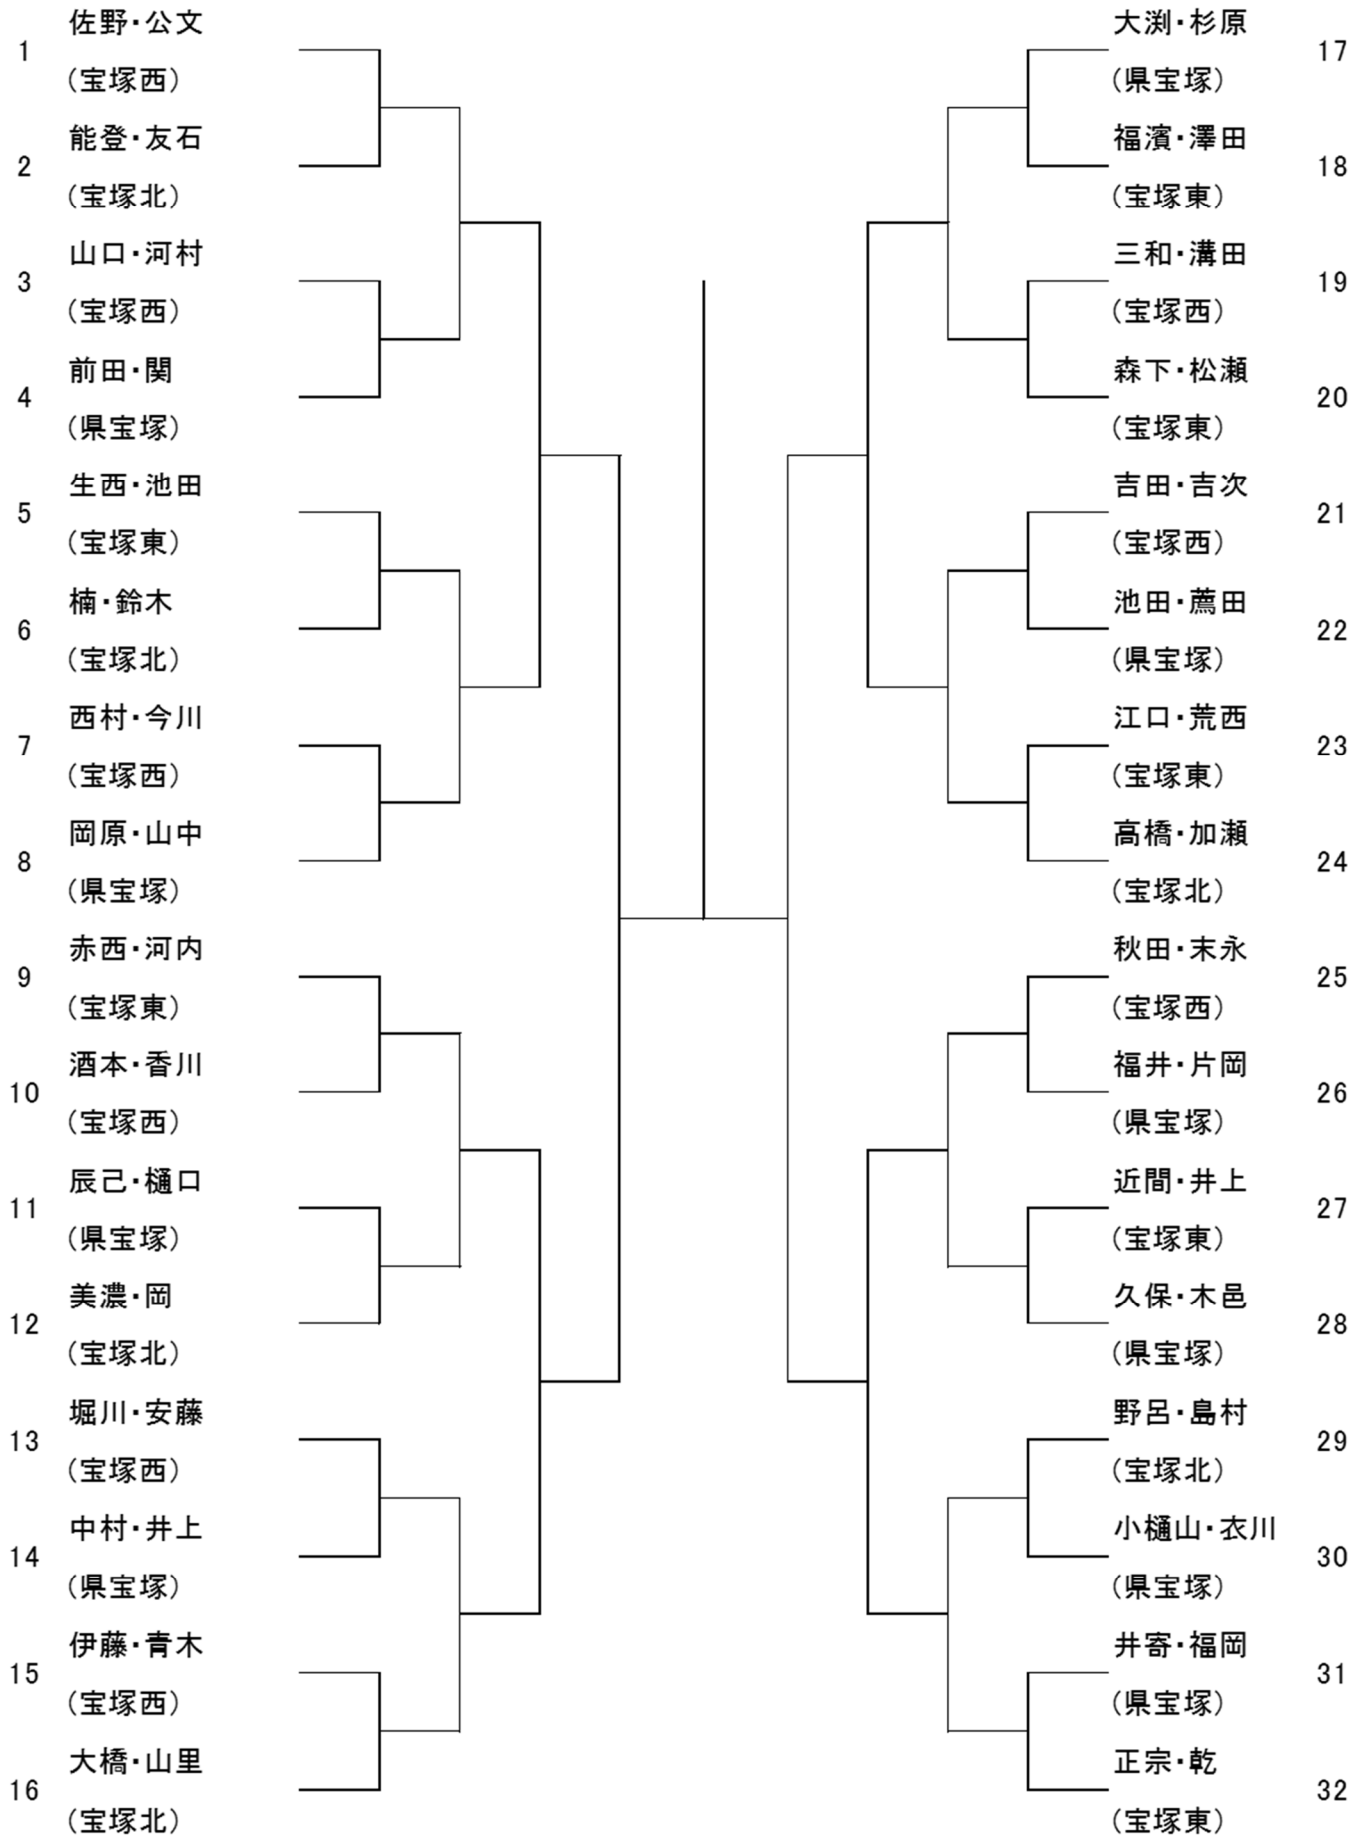 佐野・公文
1
(宝塚西)
能登・友石
2
(宝塚北)
山口・河村
3
(宝塚西)
前田・関
4
(県宝塚)
生西・池田
5
(宝塚東)
楠・鈴木
6
(宝塚北)
西村・今川
7
(宝塚西)
岡原・山中
8
(県宝塚)
赤西・河内
9
(宝塚東)
酒本・香川
10
(宝塚西)
辰己・樋口
11
(県宝塚)
美濃・岡
12
(宝塚北)
堀川・安藤
13
(宝塚西)
中村・井上
14
(県宝塚)
伊藤・青木
15
(宝塚西)
大橋・山里
16
(宝塚北)
大渕・杉原
17
(県宝塚)
福濱・澤田
18
(宝塚東)
三和・溝田
19
(宝塚西)
森下・松瀬
20
(宝塚東)
吉田・吉次
21
(宝塚西)
池田・薦田
22
(県宝塚)
江口・荒西
23
(宝塚東)
高橋・加瀬
24
(宝塚北)
秋田・末永
25
(宝塚西)
福井・片岡
26
(県宝塚)
近間・井上
27
(宝塚東)
久保・木邑
28
(県宝塚)
野呂・島村
29
(宝塚北)
小樋山・衣川
30
(県宝塚)
井寄・福岡
31
(県宝塚)
正宗・乾
32
(宝塚東)